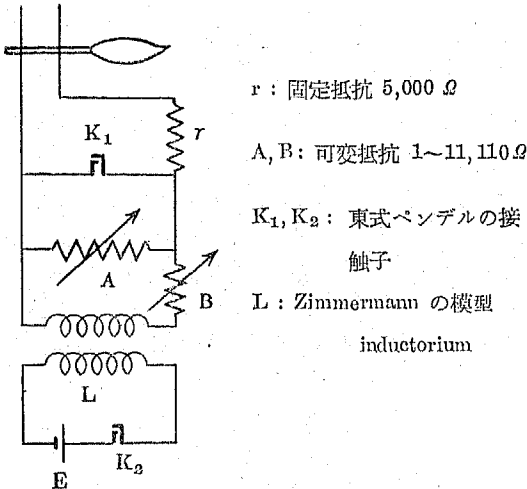 r : 固定抵抗 5,000 Ω
K₁
r
A, B : 可変抵抗 1~11,110Ω
K₁, K₂ : 東式ペンデルの接
触子
A
B
L : Zimmermann の模型
inductorium
L
E
K₂